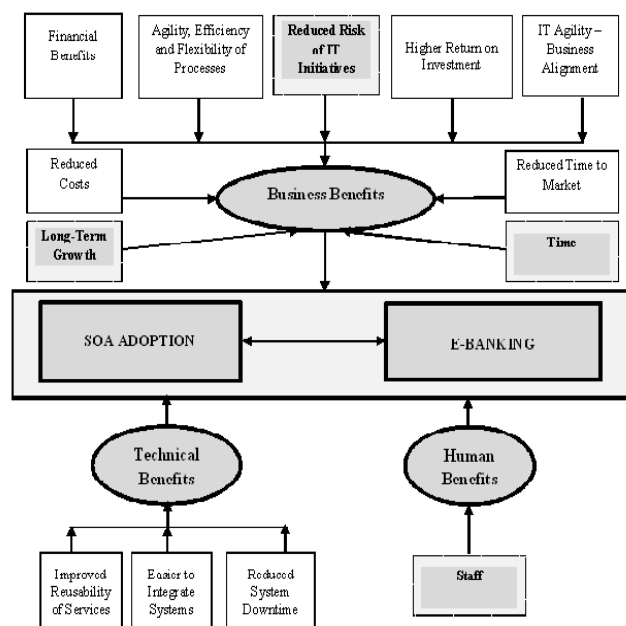 Financial
Benefits
Agility, Efficiency
and Flexibility of
Processes
Reduced Risk
of IT
Initiatives
Higher Return on
Investment
IT Agility –
Business
Alignment
Reduced
Costs
Business Benefits
Reduced Time to
Market
Long-Term
Growth
Time
SOA ADOPTION
E-BANKING
Technical
Benefits
Human
Benefits
Improved
Reusability
of Services
Easier to
Integrate
Systems
Reduced
System
Downtime
Staff